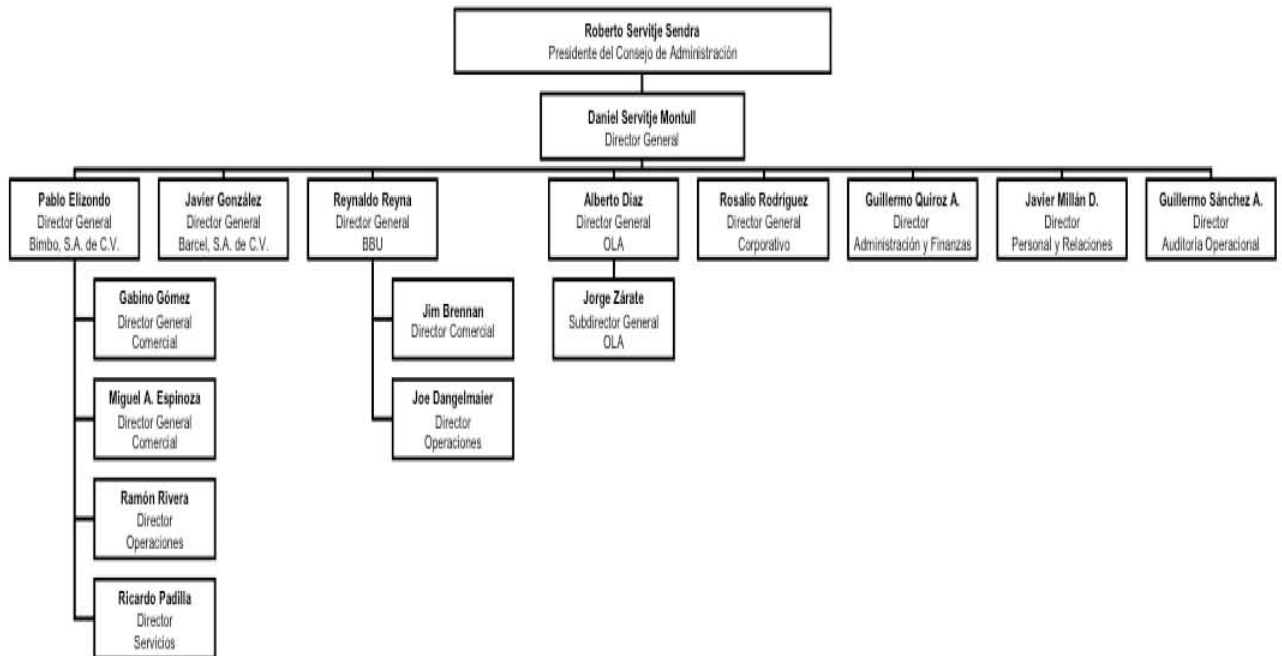 Roberto Servitje Sendra
Presidente del Consejo de Administración
Daniel Servitje Montull
Director General
Pablo Elizondo
Director General
Bimbo, S.A. de C.V.
Javier González
Director General
Barcel, S.A. de C.V.
Reynaldo Reyna
Director General
BBU
Alberto Díaz
Director General
OLA
Rosalio Rodríguez
Director General
Corporativo
Guillermo Quiroz A.
Director
Administración y Finanzas
Javier Millán D.
Director
Personal y Relaciones
Guillermo Sánchez A.
Director
Auditoría Operacional
Gabino Gómez
Director General
Comercial
Miguel A. Espinoza
Director General
Comercial
Ramón Rivera
Director
Operaciones
Ricardo Padilla
Director
Servicios
Jim Brennan
Director Comercial
Joe Dangelmaier
Director
Operaciones
Jorge Zárate
Subdirector General
OLA